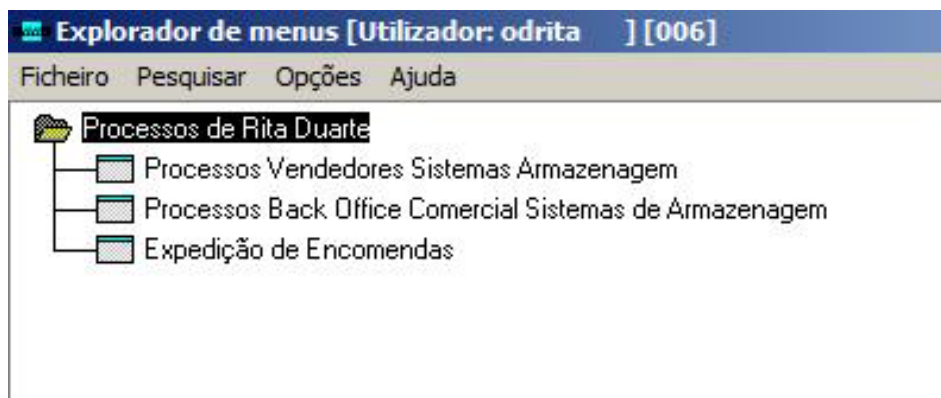 Explorador de menus [Utilizador: odrita ] [006]
Ficheiro Pesquisar Opções Ajuda
Processos de Rita Duarte
Processos Vendedores Sistemas Armazenagem
Processos Back Office Comercial Sistemas de Armazenagem
Expedição de Encomendas